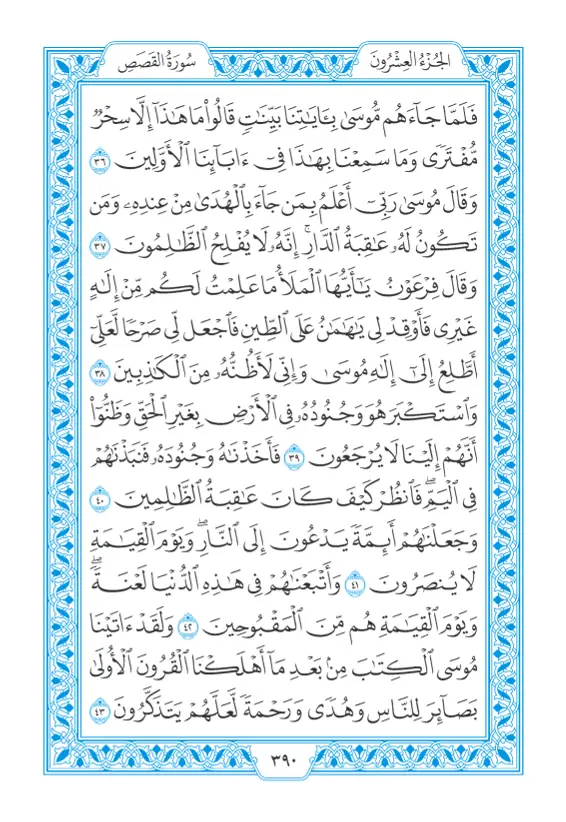 الجُزْءُ العِشْرُونَ
سُورَةُ القَصَصِ
فَلَمَّا جَآءَهُم مُّوسَىٰ بِـَٔايَٰتِنَا بَيِّنَٰتٖ قَالُواْ مَا هَٰذَآ إِلَّا سِحۡرٞ
مُّفۡتَرٗى وَمَا سَمِعۡنَا بِهَٰذَا فِيٓ ءَابَآئِنَا ٱلۡأَوَّلِينَ ٣٦
وَقَالَ مُوسَىٰ رَبِّيٓ أَعۡلَمُ بِمَن جَآءَ بِٱلۡهُدَىٰ مِنۡ عِندِهِۦ وَمَن
تَكُونُ لَهُۥ عَٰقِبَةُ ٱلدَّارِۚ إِنَّهُۥ لَا يُفۡلِحُ ٱلظَّٰلِمُونَ ٣٧
وَقَالَ فِرۡعَوۡنُ يَٰٓأَيُّهَا ٱلۡمَلَأُ مَا عَلِمۡتُ لَكُم مِّنۡ إِلَٰهٍ
غَيۡرِي فَأَوۡقِدۡ لِي يَٰهَٰمَٰنُ عَلَى ٱلطِّينِ فَٱجۡعَل لِّي صَرۡحٗا لَّعَلِّيٓ
أَطَّلِعُ إِلَىٰٓ إِلَٰهِ مُوسَىٰ وَإِنِّي لَأَظُنُّهُۥ مِنَ ٱلۡكَٰذِبِينَ ٣٨
وَٱسۡتَكۡبَرَ هُوَ وَجُنُودُهُۥ فِي ٱلۡأَرۡضِ بِغَيۡرِ ٱلۡحَقِّ وَظَنُّوٓاْ
أَنَّهُمۡ إِلَيۡنَا لَا يُرۡجَعُونَ ٣٩ فَأَخَذۡنَٰهُ وَجُنُودَهُۥ فَنَبَذۡنَٰهُمۡ
فِي ٱلۡيَمِّۖ فَٱنظُرۡ كَيۡفَ كَانَ عَٰقِبَةُ ٱلظَّٰلِمِينَ ٤٠
وَجَعَلۡنَٰهُمۡ أَئِمَّةٗ يَدۡعُونَ إِلَى ٱلنَّارِۖ وَيَوۡمَ ٱلۡقِيَٰمَةِ
لَا يُنصَرُونَ ٤١ وَأَتۡبَعۡنَٰهُمۡ فِي هَٰذِهِ ٱلدُّنۡيَا لَعۡنَةٗۖ
وَيَوۡمَ ٱلۡقِيَٰمَةِ هُم مِّنَ ٱلۡمَقۡبُوحِينَ ٤٢ وَلَقَدۡ ءَاتَيۡنَا
مُوسَى ٱلۡكِتَٰبَ مِنۢ بَعۡدِ مَآ أَهۡلَكۡنَا ٱلۡقُرُونَ ٱلۡأُولَىٰ
بَصَآئِرَ لِلنَّاسِ وَهُدٗى وَرَحۡمَةٗ لَّعَلَّهُمۡ يَتَذَكَّرُونَ ٤٣
٣٩٠